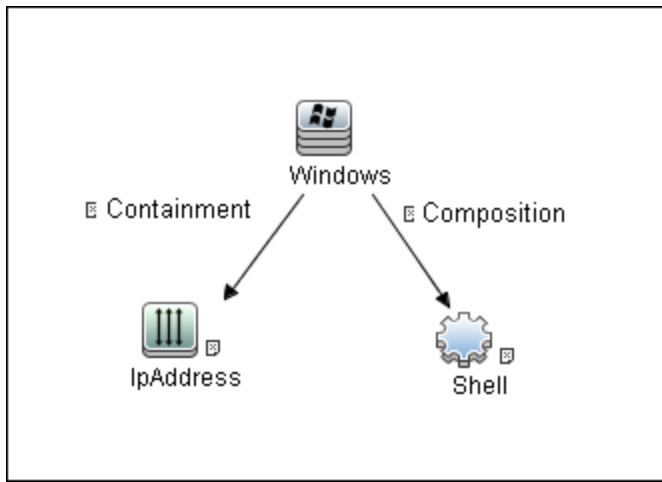 Windows
Containment
Composition
IpAddress
Shell